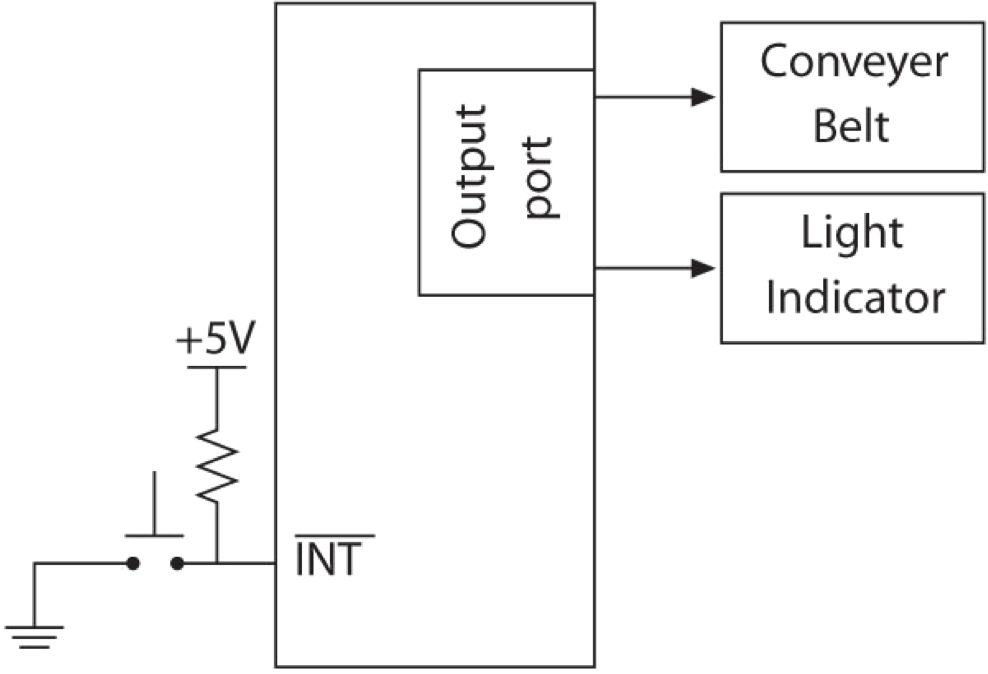 Conveyer
Belt
Output
port
Light
Indicator
+5V
INT